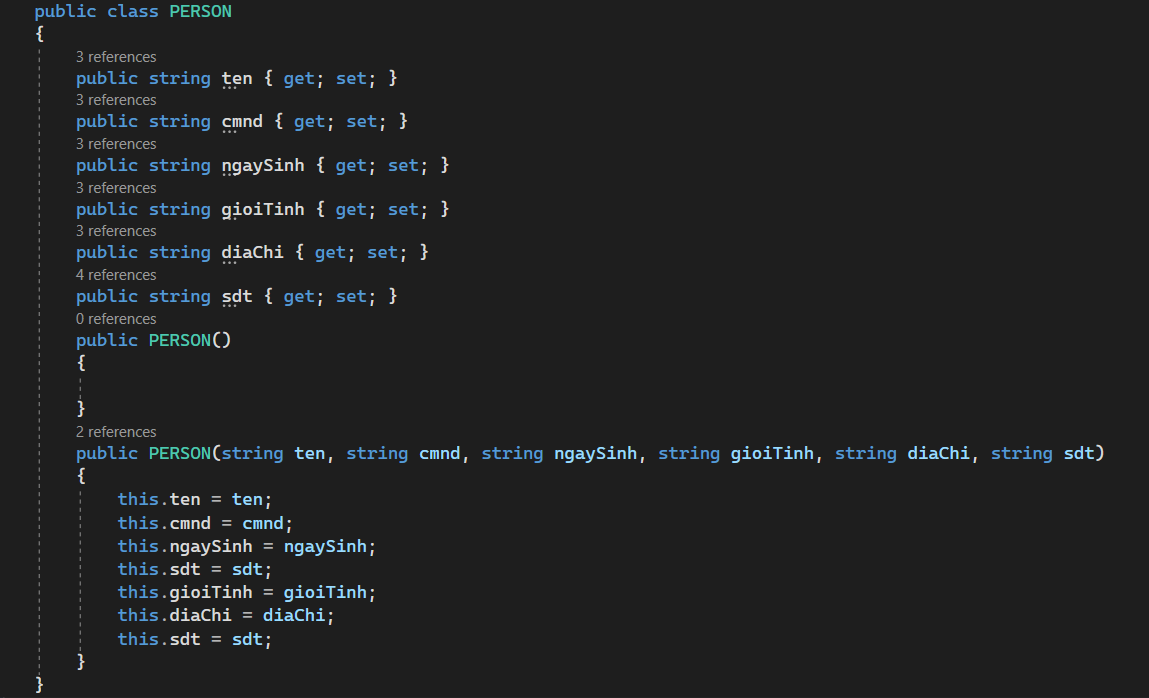 public class PERSON
{
3 references
public string ten { get; set; }
3 references
public string cmnd { get; set; }
3 references
public string ngaySinh { get; set; }
3 references
public string gioiTinh { get; set; }
3 references
public string diaChi { get; set; }
4 references
public string sdt { get; set; }
0 references
public PERSON()
{
}
2 references
public PERSON(string ten, string cmnd, string ngaySinh, string gioiTinh, string diaChi, string sdt)
{
this.ten = ten;
this.cmnd = cmnd;
this.ngaySinh = ngaySinh;
this.sdt = sdt;
this.gioiTinh = gioiTinh;
this.diaChi = diaChi;
this.sdt = sdt;
}
}